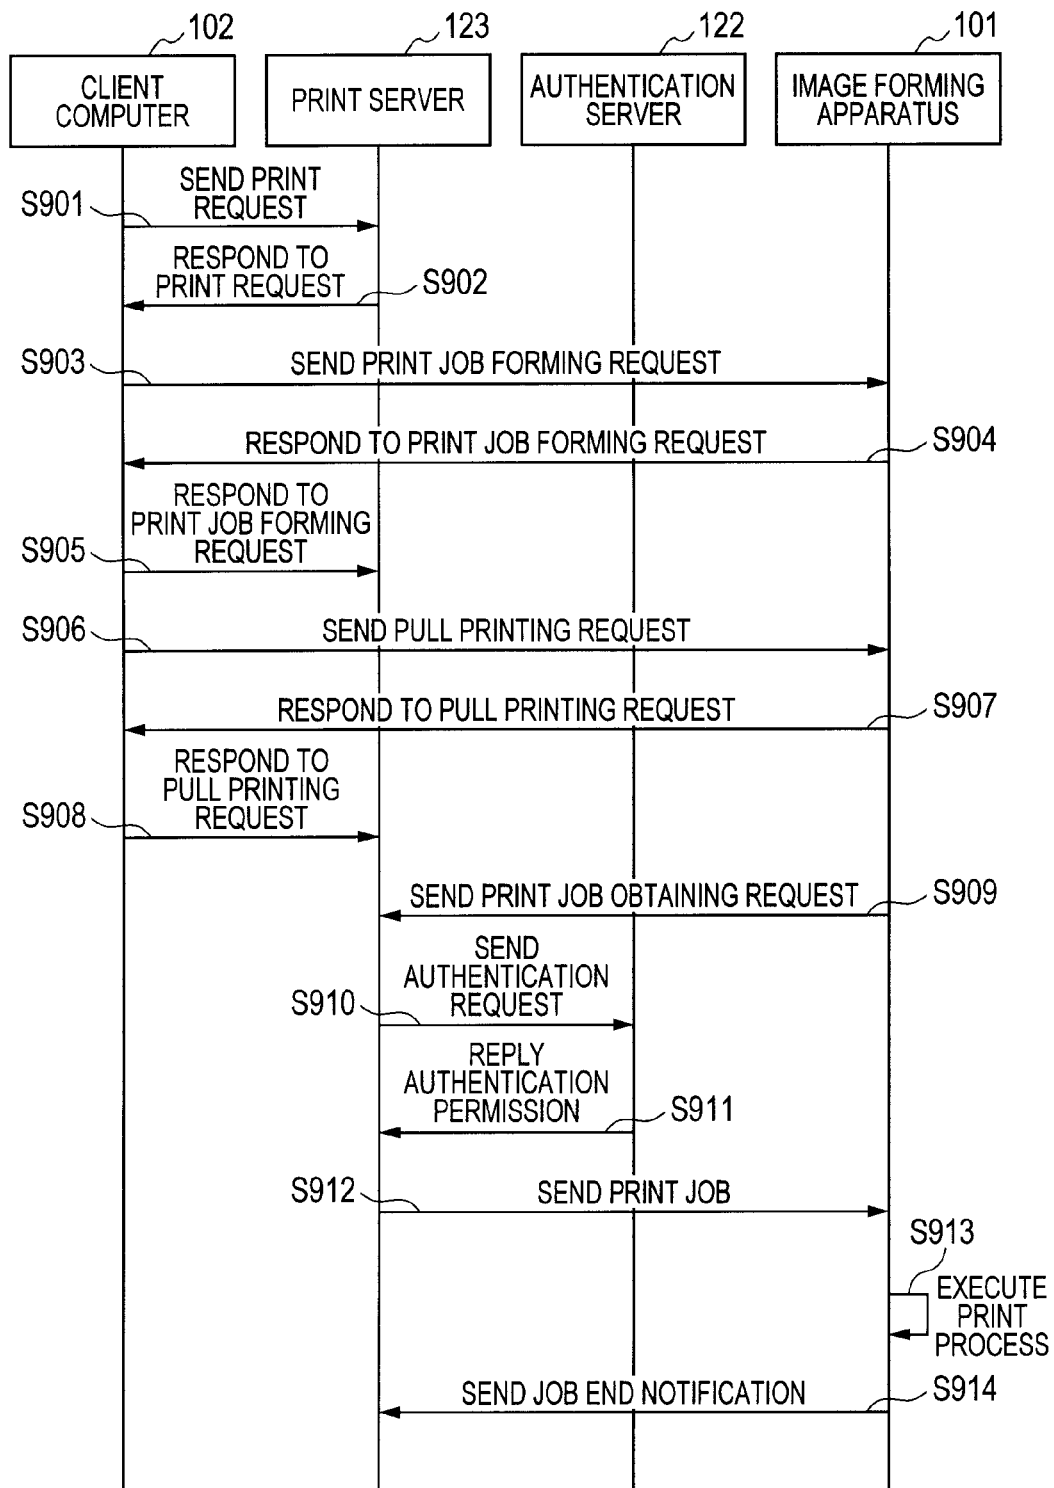 102
123
122
101
CLIENT
COMPUTER
PRINT SERVER
AUTHENTICATION
SERVER
IMAGE FORMING
APPARATUS
SEND PRINT
REQUEST
S901
RESPOND TO
PRINT REQUEST
S902
S903
SEND PRINT JOB FORMING REQUEST
RESPOND TO PRINT JOB FORMING REQUEST
S904
RESPOND TO
PRINT JOB FORMING
REQUEST
S905
S906
SEND PULL PRINTING REQUEST
RESPOND TO PULL PRINTING REQUEST
S907
RESPOND TO
PULL PRINTING
REQUEST
S908
SEND PRINT JOB OBTAINING REQUEST
S909
SEND
AUTHENTICATION
REQUEST
S910
REPLY
AUTHENTICATION
PERMISSION
S911
S912
SEND PRINT JOB
S913
EXECUTE
PRINT
PROCESS
SEND JOB END NOTIFICATION
S914